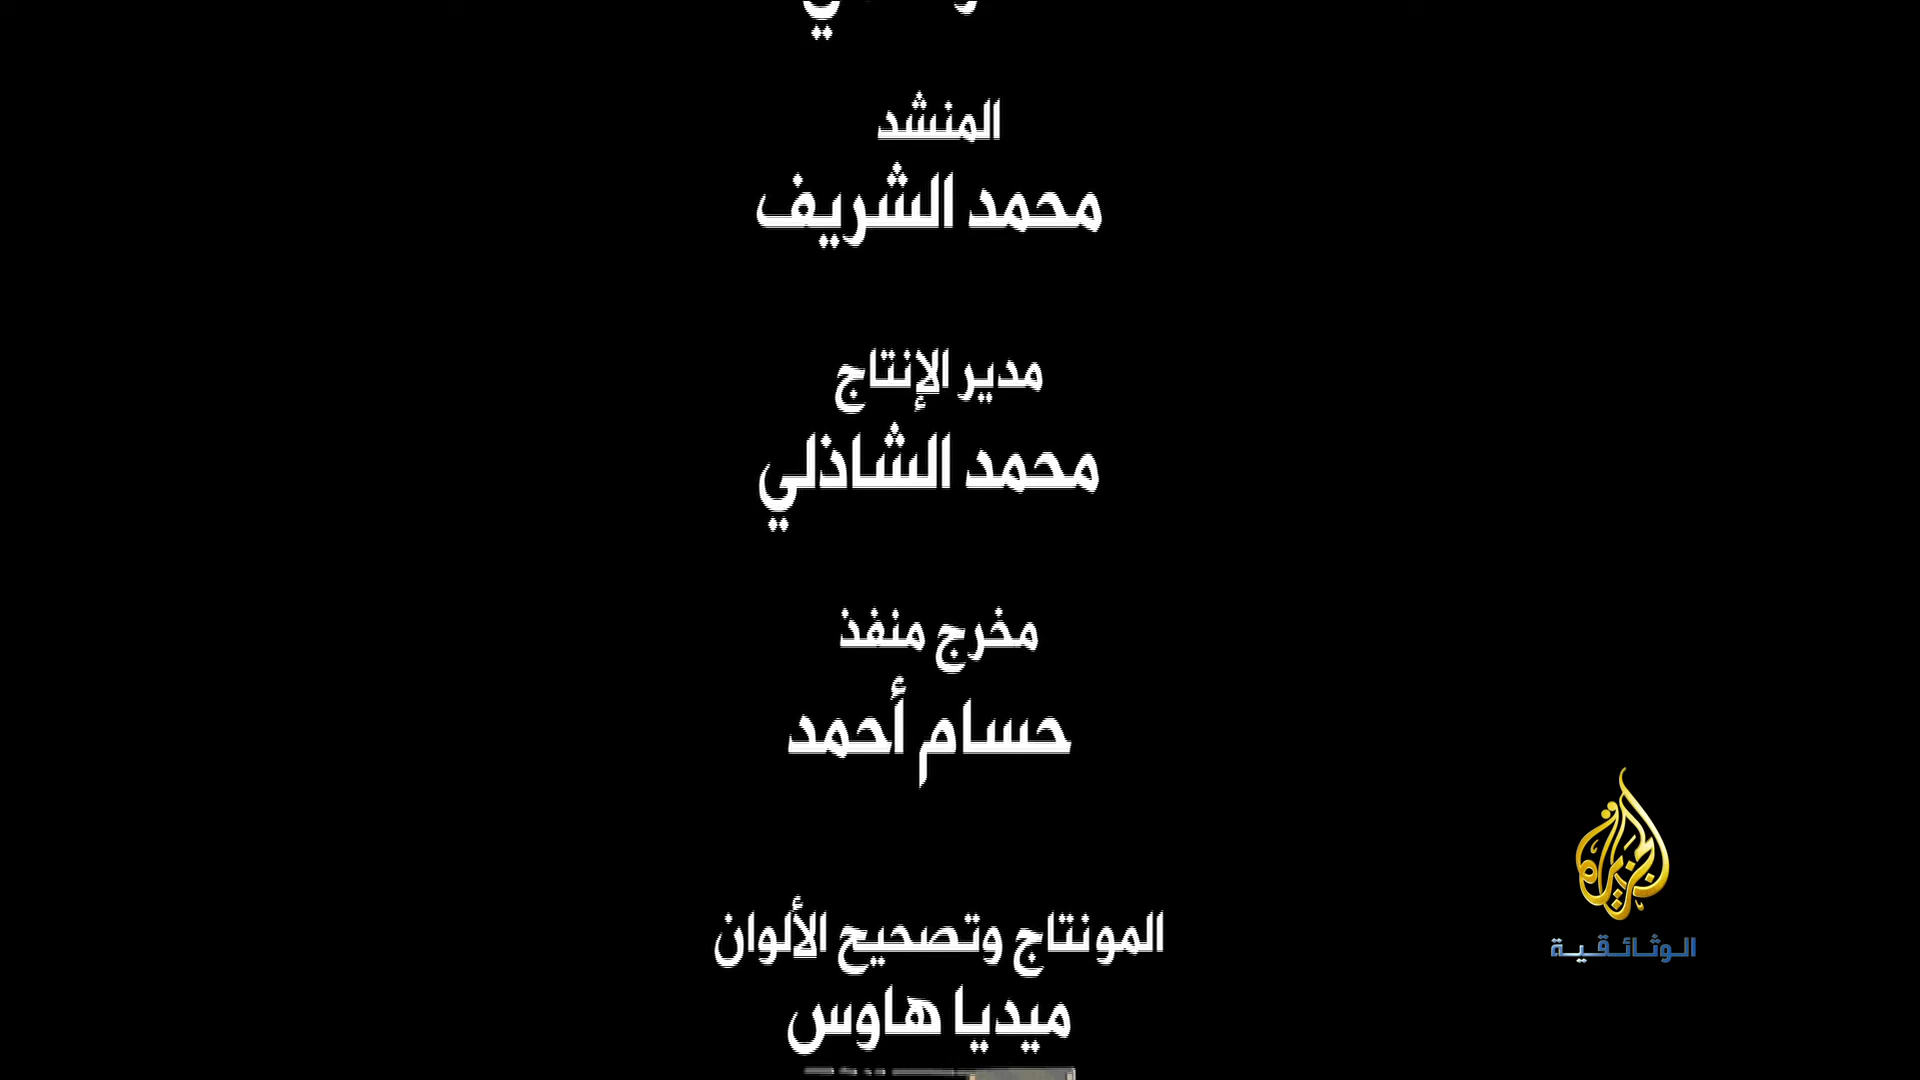 المنشد
محمد الشريف
مدير الإنتاج
محمد الشاذلي
مخرج منفذ
حسام أحمد
المونتاج وتصحيح الألوان
ميديا هاوس
الجزيرة
الوثائقية